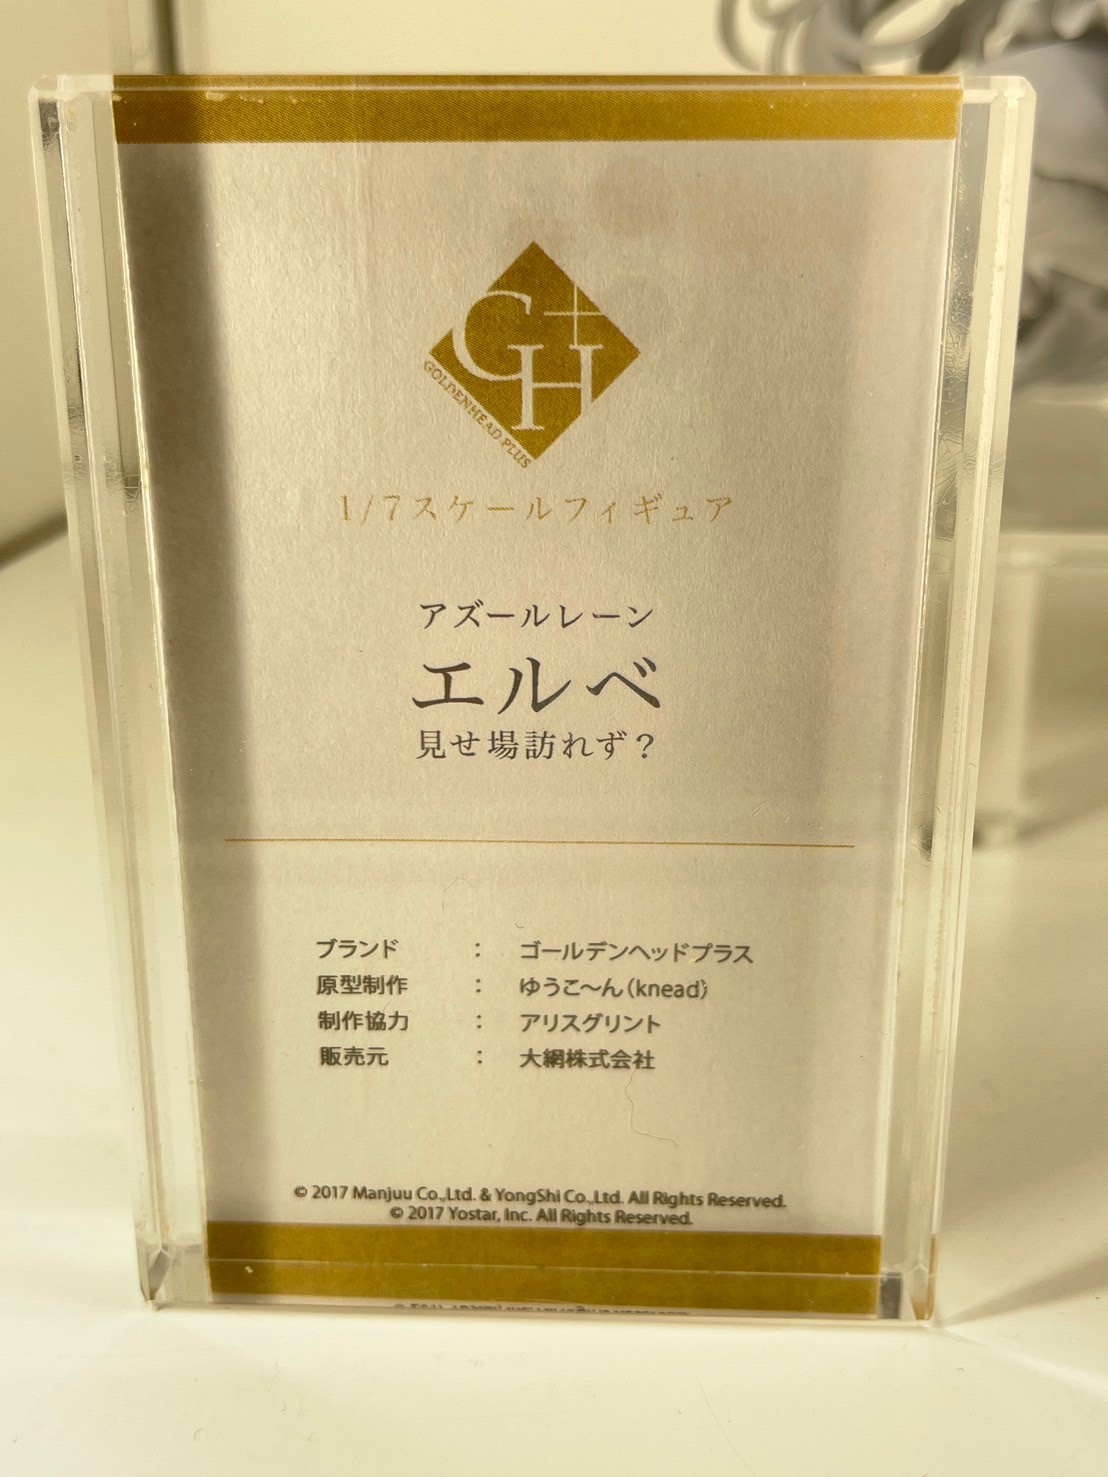 GH+
GOLDENHEAD PLUS
1/7スケールフィギュア
アズールレーン
エルベ
見せ場訪れず？
ブランド : ゴールデンヘッドプラス
原型制作 : ゆうこ〜ん(knead)
制作協力 : アリスグリント
販売元 : 大網株式会社
© 2017 Manjuu Co.,Ltd. & YongShi Co.,Ltd. All Rights Reserved.
© 2017 Yostar, Inc. All Rights Reserved.